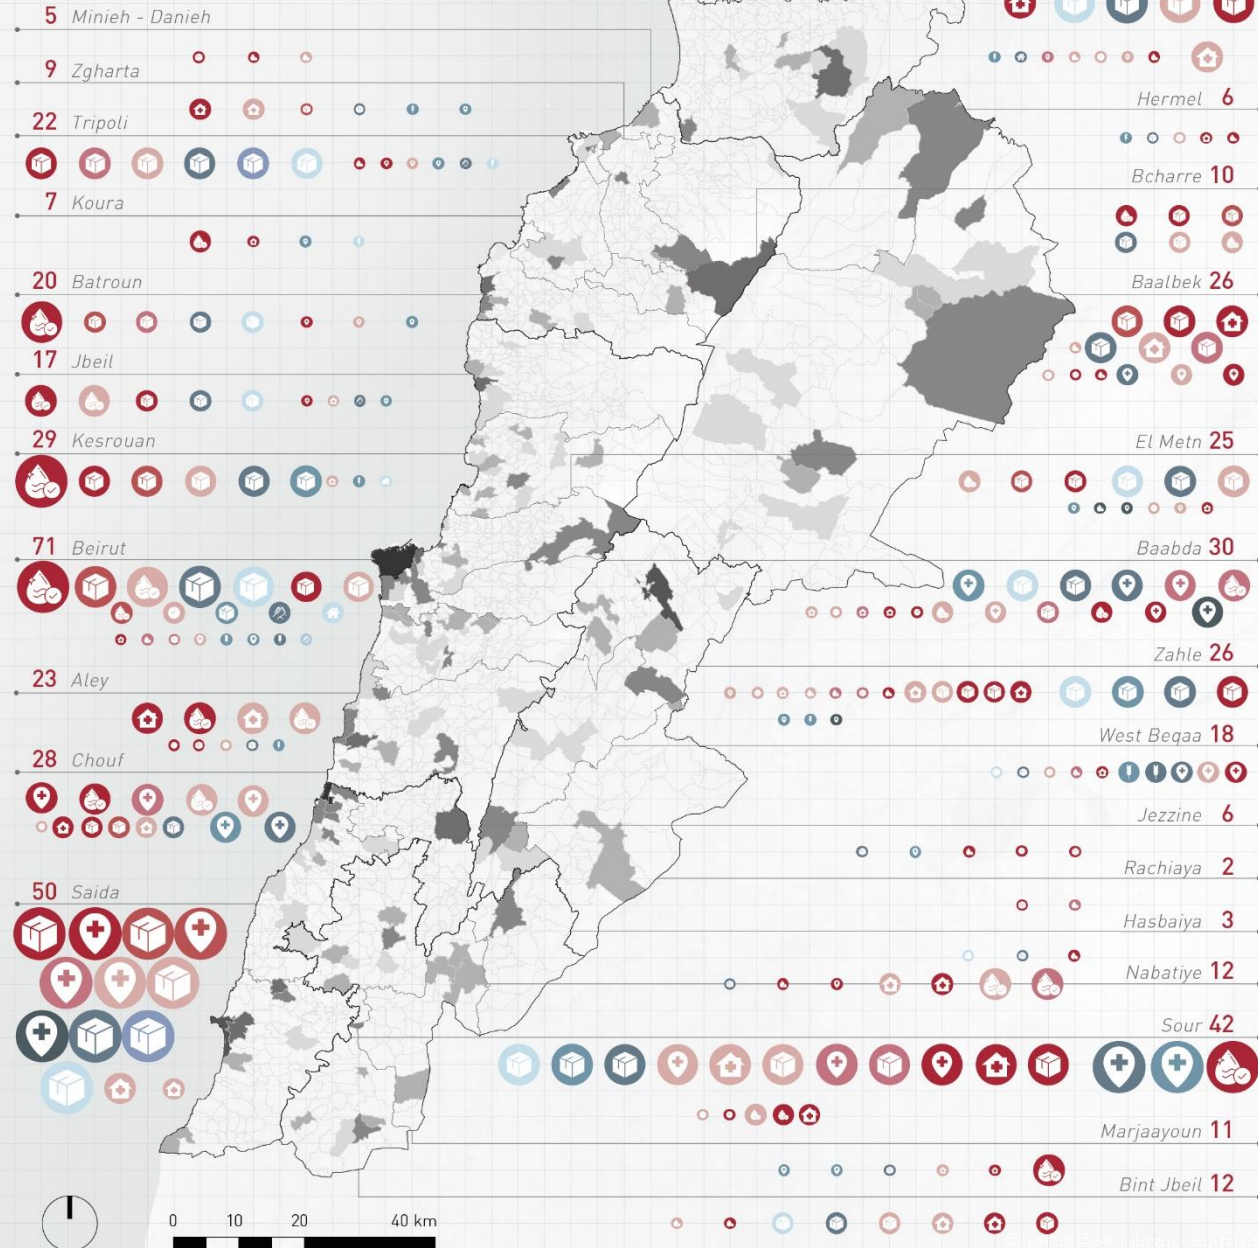 5 Minieh - Danieh
9 Zgharta
22 Tripoli
7 Koura
20 Batroun
17 Jbeil
29 Kesrouan
71 Beirut
23 Aley
28 Chouf
50 Saida
Hermel 6
Bcharre 10
Baalbek 26
El Metn 25
Baabda 30
Zahle 26
West Beqaa 18
Jezzine 6
Rachiaya 2
Hasbaiya 3
Nabatiye 12
Sour 42
Marjaayoun 11
Bint Jbeil 12
0 10 20 40 km